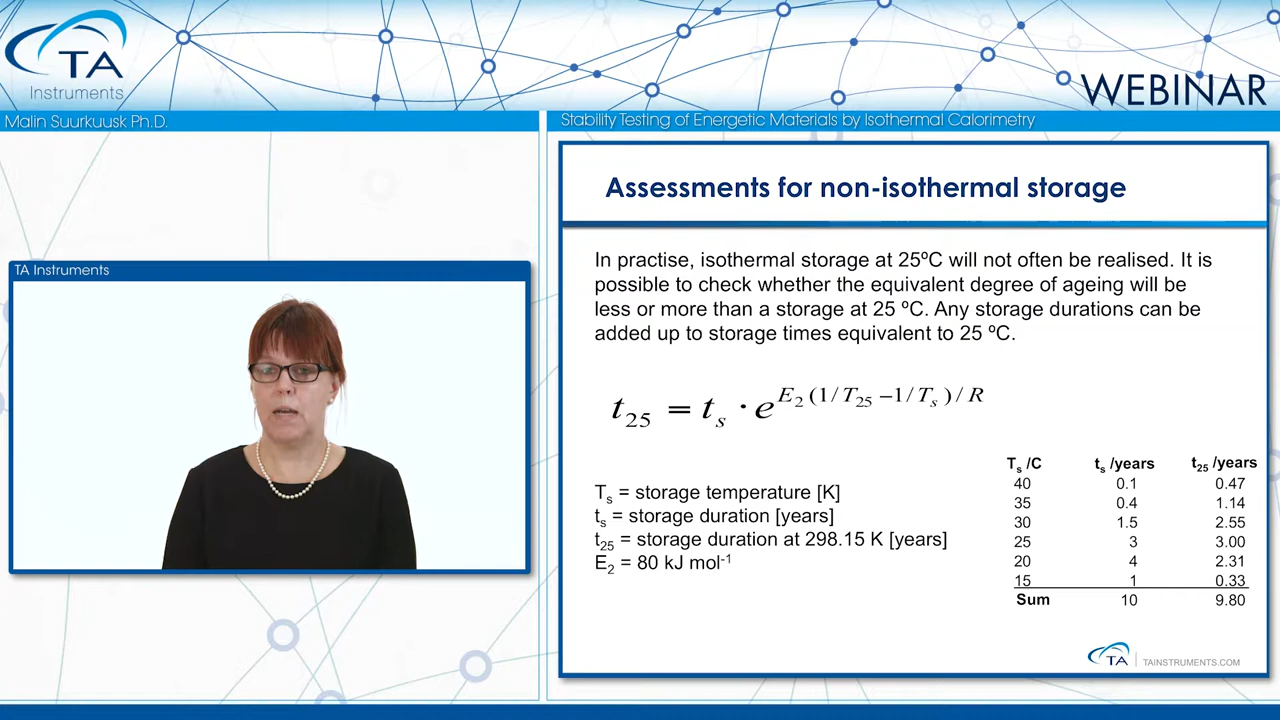 TA
Instruments
WEBINAR
Malin Suurkuusk Ph.D.
Stability Testing of Energetic Materials by Isothermal Calorimetry
TA Instruments
Assessments for non-isothermal storage
In practise, isothermal storage at 25ºC will not often be realised. It is
possible to check whether the equivalent degree of ageing will be
less or more than a storage at 25 ºC. Any storage durations can be
added up to storage times equivalent to 25 ºC.
t₂₅ = tₛ · e^{E₂(1/T₂₅ −1/Tₛ)/R}
Tₛ = storage temperature [K]
tₛ = storage duration [years]
t₂₅ = storage duration at 298.15 K [years]
E₂ = 80 kJ mol⁻¹
Tₛ /C tₛ /years t₂₅ /years
40 0.1 0.47
35 0.4 1.14
30 1.5 2.55
25 3 3.00
20 4 2.31
15 1 0.33
Sum 10 9.80
TA TAINSTRUMENTS.COM